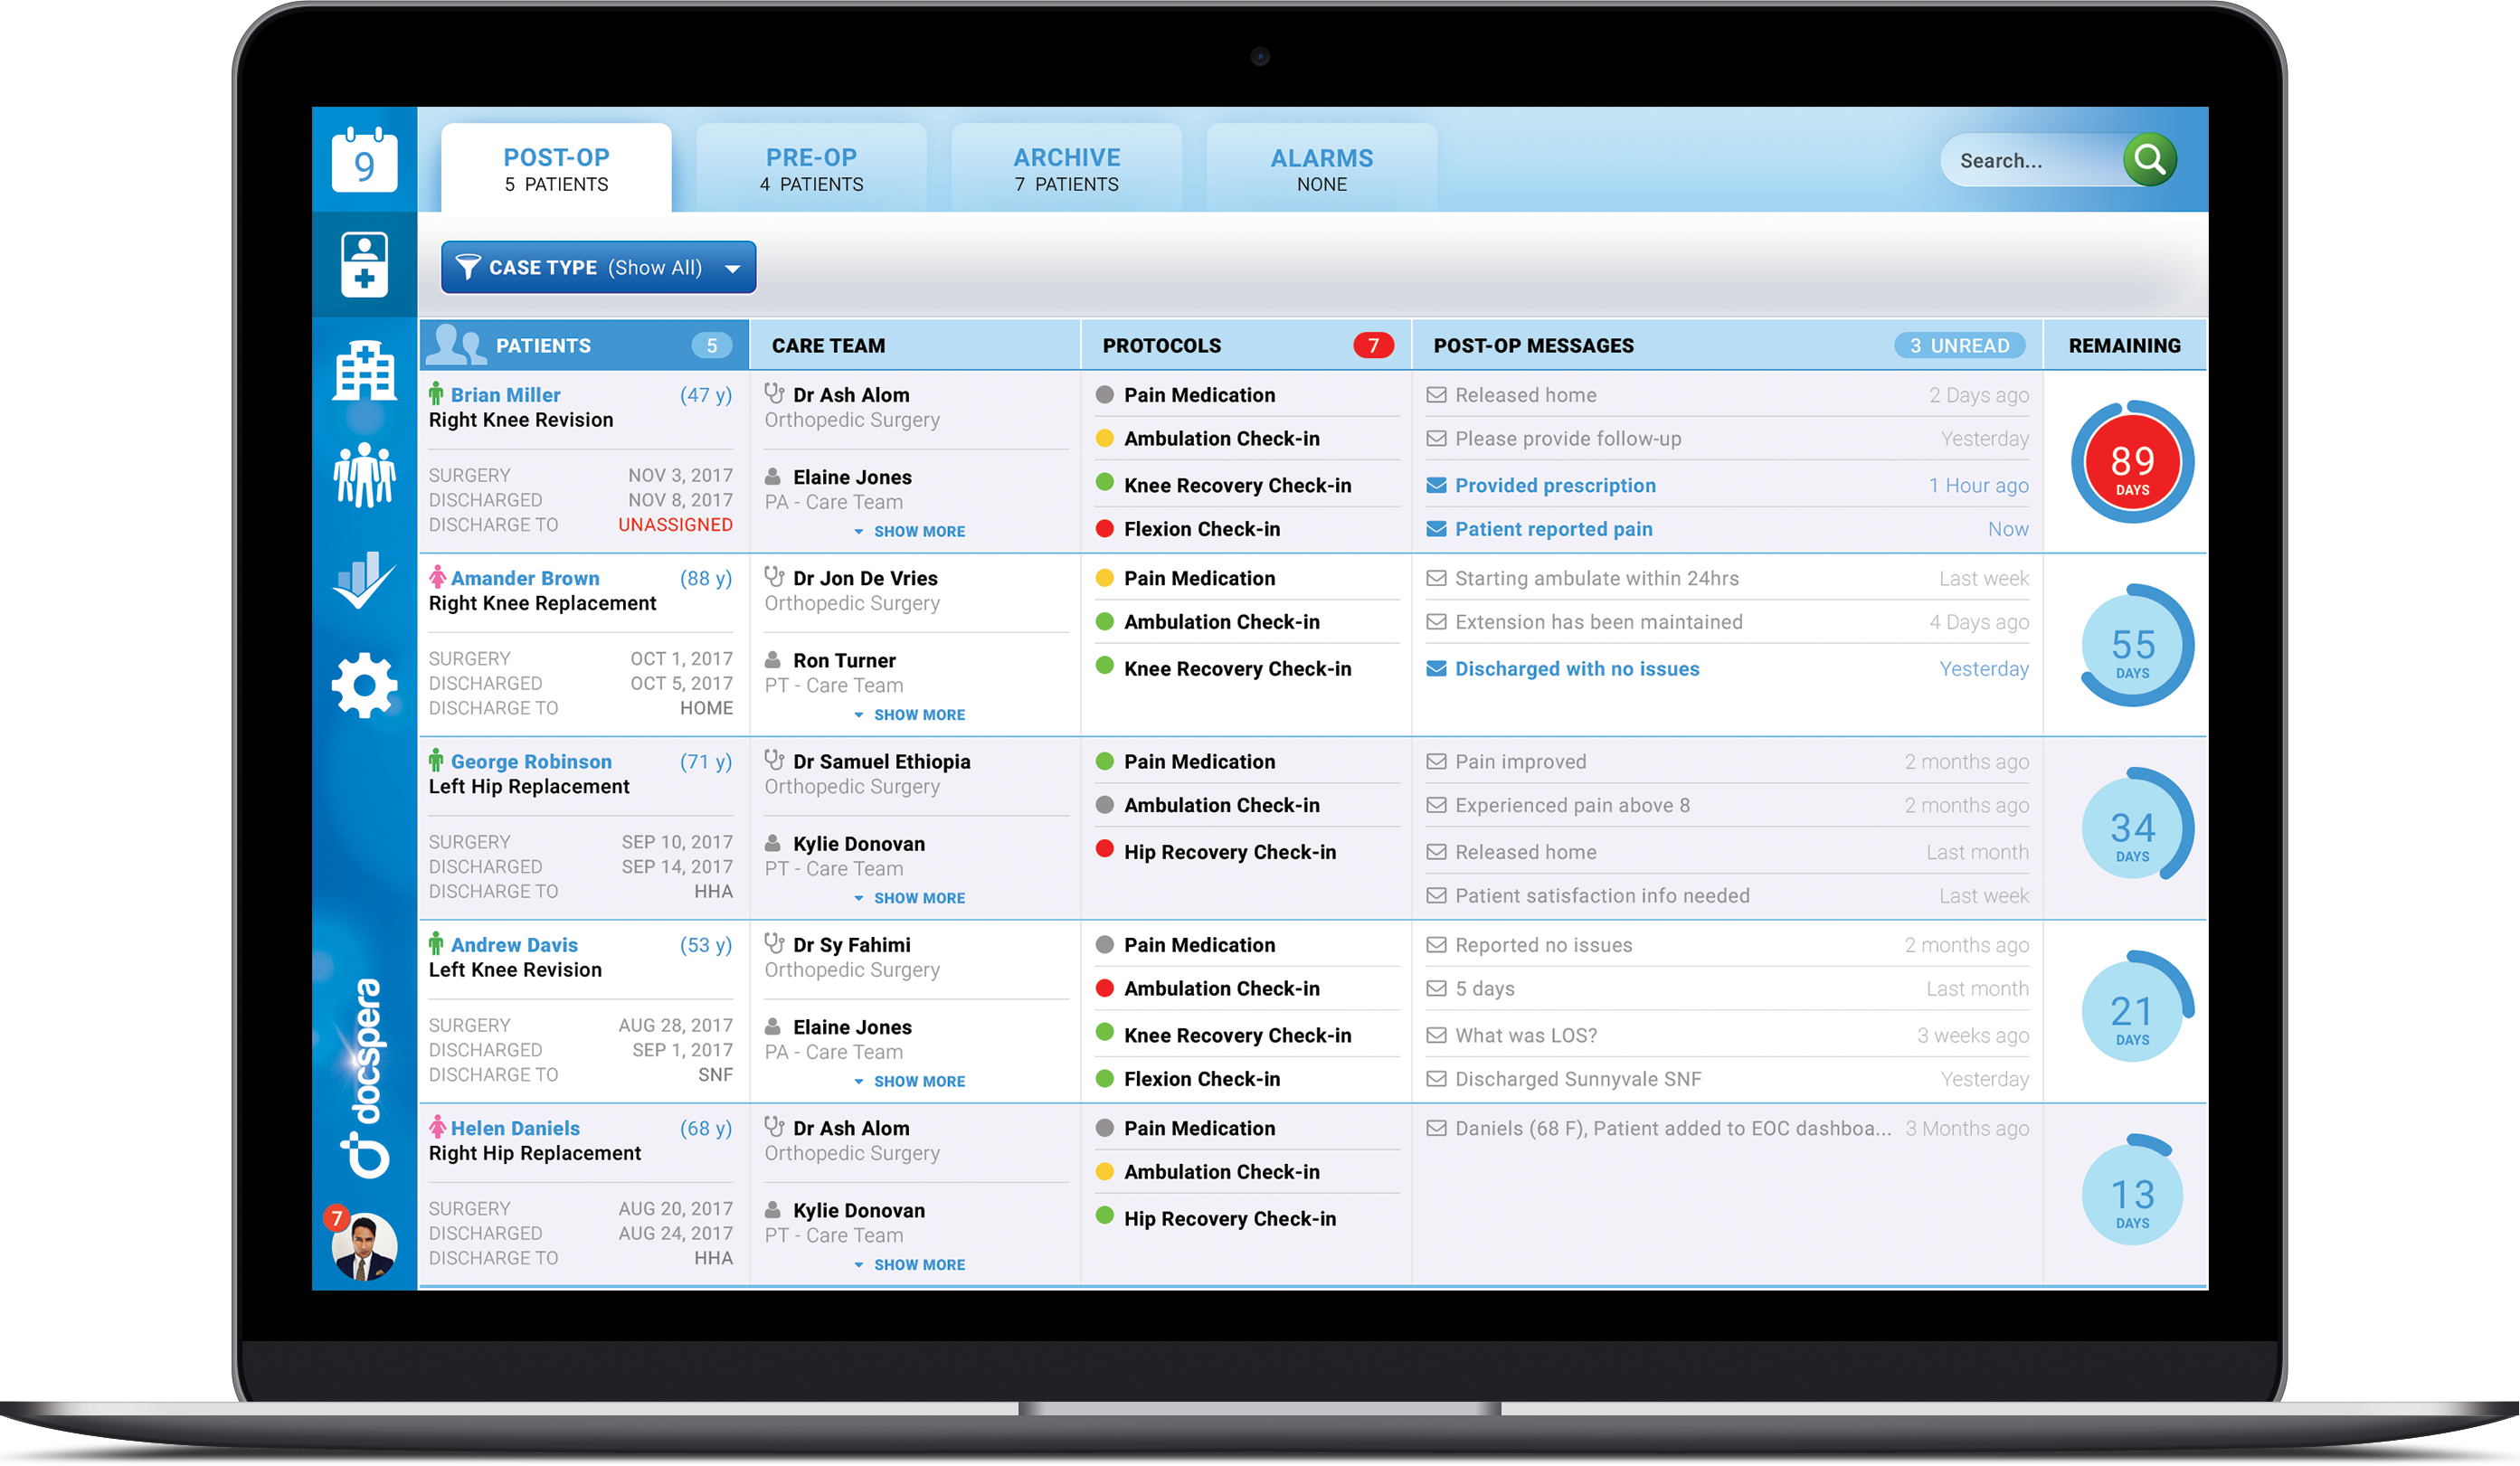 9
POST-OP
5 PATIENTS
PRE-OP
4 PATIENTS
ARCHIVE
7 PATIENTS
ALARMS
NONE
Search...
CASE TYPE (Show All)
PATIENTS 5
CARE TEAM
PROTOCOLS 7
POST-OP MESSAGES 3 UNREAD
REMAINING
Brian Miller (47 y)
Right Knee Revision
SURGERY NOV 3, 2017
DISCHARGED NOV 8, 2017
DISCHARGE TO UNASSIGNED
Dr Ash Alom
Orthopedic Surgery
Elaine Jones
PA - Care Team
SHOW MORE
Pain Medication
Ambulation Check-in
Knee Recovery Check-in
Flexion Check-in
Released home 2 Days ago
Please provide follow-up Yesterday
Provided prescription 1 Hour ago
Patient reported pain Now
89
DAYS
Amander Brown (88 y)
Right Knee Replacement
SURGERY OCT 1, 2017
DISCHARGED OCT 5, 2017
DISCHARGE TO HOME
Dr Jon De Vries
Orthopedic Surgery
Ron Turner
PT - Care Team
SHOW MORE
Pain Medication
Ambulation Check-in
Knee Recovery Check-in
Starting ambulate within 24hrs Last week
Extension has been maintained 4 Days ago
Discharged with no issues Yesterday
55
DAYS
George Robinson (71 y)
Left Hip Replacement
SURGERY SEP 10, 2017
DISCHARGED SEP 14, 2017
DISCHARGE TO HHA
Dr Samuel Ethiopia
Orthopedic Surgery
Kylie Donovan
PT - Care Team
SHOW MORE
Pain Medication
Ambulation Check-in
Hip Recovery Check-in
Pain improved 2 months ago
Experienced pain above 8 2 months ago
Released home Last month
Patient satisfaction info needed Last week
34
DAYS
Andrew Davis (53 y)
Left Knee Revision
SURGERY AUG 28, 2017
DISCHARGED SEP 1, 2017
DISCHARGE TO SNF
Dr Sy Fahimi
Orthopedic Surgery
Elaine Jones
PA - Care Team
SHOW MORE
Pain Medication
Ambulation Check-in
Knee Recovery Check-in
Flexion Check-in
Reported no issues 2 months ago
5 days Last month
What was LOS? 3 weeks ago
Discharged Sunnyvale SNF Yesterday
21
DAYS
Helen Daniels (68 y)
Right Hip Replacement
SURGERY AUG 20, 2017
DISCHARGED AUG 24, 2017
DISCHARGE TO HHA
Dr Ash Alom
Orthopedic Surgery
Kylie Donovan
PT - Care Team
SHOW MORE
Pain Medication
Ambulation Check-in
Hip Recovery Check-in
Daniels (68 F), Patient added to EOC dashboa... 3 Months ago
13
DAYS
docspera
7